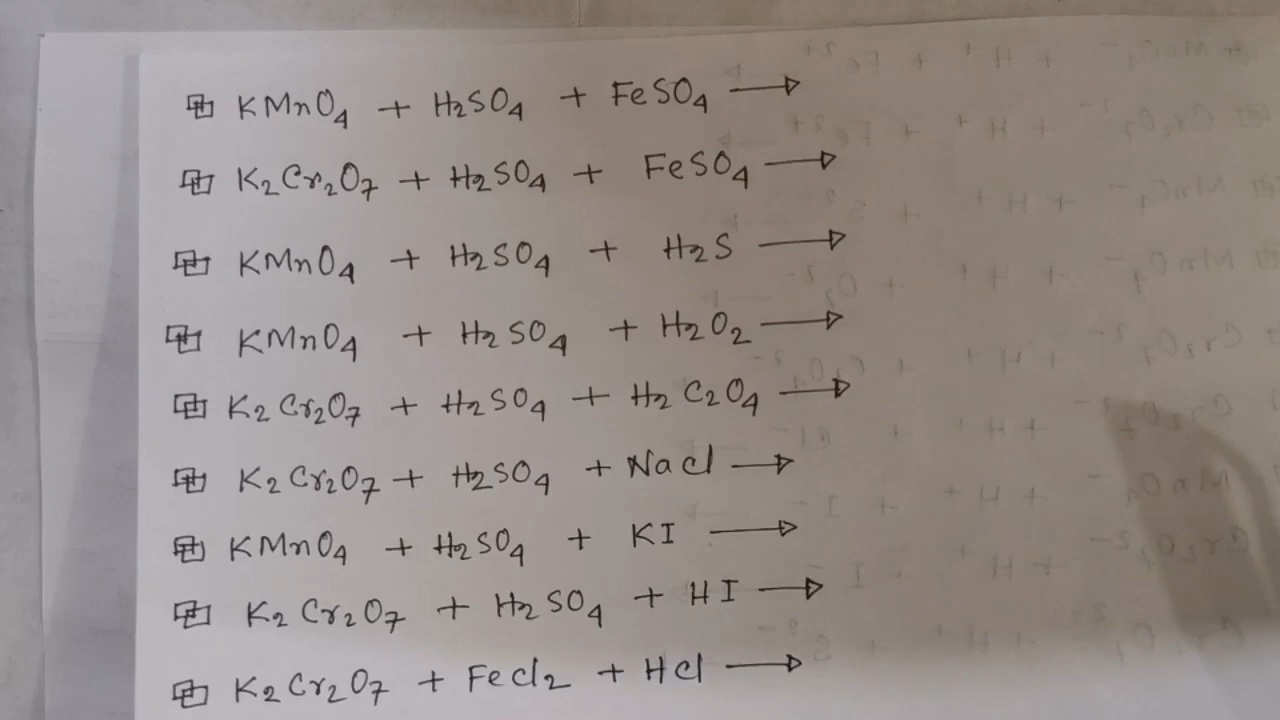 KMnO4 + H2SO4 + FeSO4 →
K2Cr2O7 + H2SO4 + FeSO4 →
KMnO4 + H2SO4 + H2S →
KMnO4 + H2SO4 + H2O2 →
K2Cr2O7 + H2SO4 + H2C2O4 →
K2Cr2O7 + H2SO4 + NaCl →
KMnO4 + H2SO4 + KI →
K2Cr2O7 + H2SO4 + HI →
K2Cr2O7 + FeCl2 + HCl →